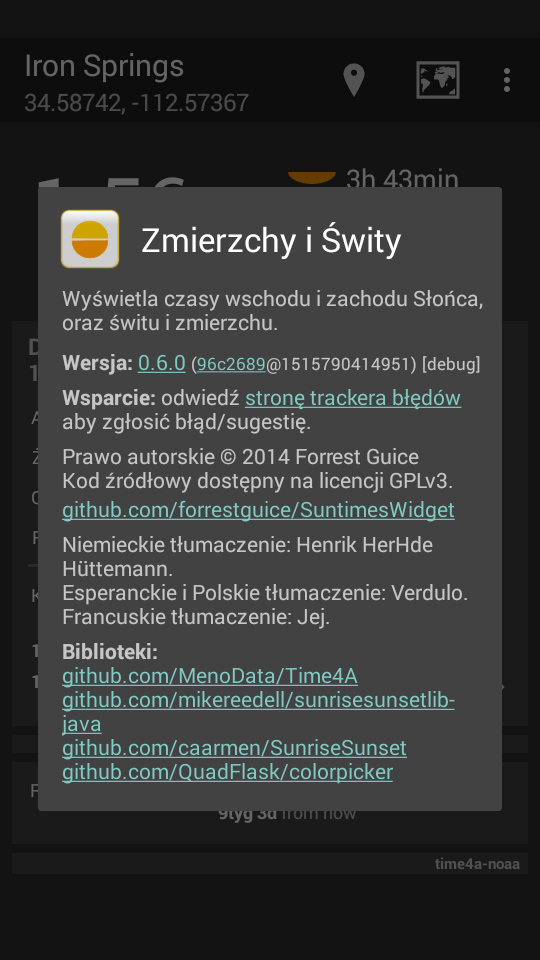 Iron Springs
34.58742, -112.57367
3h 43min
Zmierzchy i Świty
Wyświetla czasy wschodu i zachodu Słońca,
oraz świtu i zmierzchu.
Wersja: 0.6.0 (96c2689@1515790414951) [debug]
Wsparcie: odwiedź stronę trackera błędów
aby zgłosić błąd/sugestię.
Prawo autorskie © 2014 Forrest Guice
Kod źródłowy dostępny na licencji GPLv3.
github.com/forrestguice/SuntimesWidget
Niemieckie tłumaczenie: Henrik HerHde
Hüttemann.
Esperanckie i Polskie tłumaczenie: Verdulo.
Francuskie tłumaczenie: Jej.
Biblioteki:
github.com/MenoData/Time4A
github.com/mikereedell/sunrisesunsetlib-
java
github.com/caarmen/SunriseSunset
github.com/QuadFlask/colorpicker
9tyg 3d from now
time4a-noaa